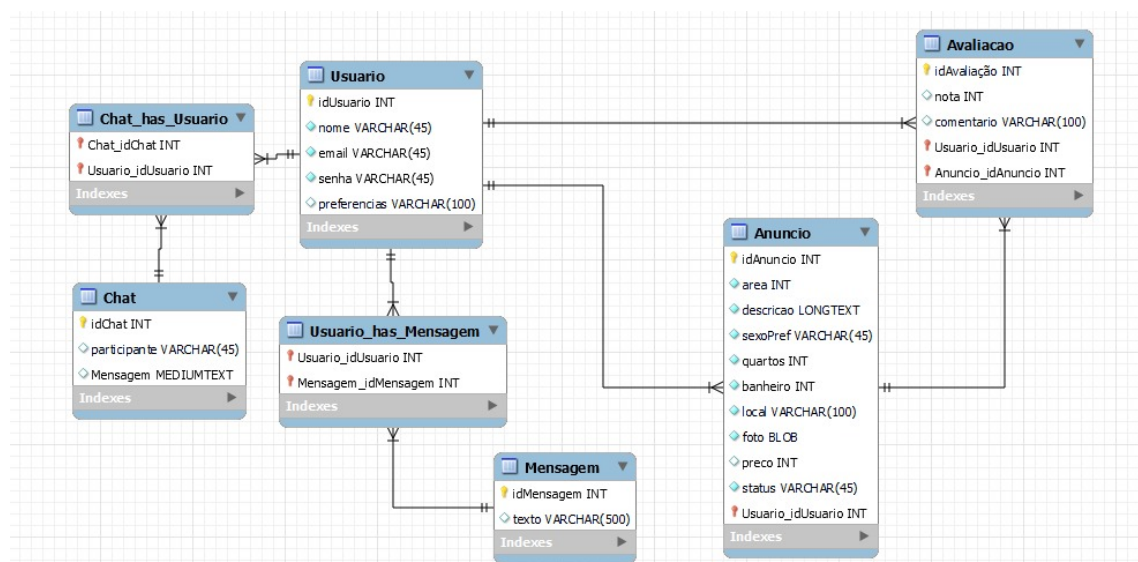 Chat_has_Usuario
Chat_idChat INT
Usuario_idUsuario INT
Indexes
Chat
idChat INT
participante VARCHAR(45)
Mensagem MEDIUMTEXT
Indexes
Usuario
idUsuario INT
nome VARCHAR(45)
email VARCHAR(45)
senha VARCHAR(45)
preferencias VARCHAR(100)
Indexes
Usuario_has_Mensagem
Usuario_idUsuario INT
Mensagem_idMensagem INT
Indexes
Mensagem
idMensagem INT
texto VARCHAR(500)
Indexes
Anuncio
idAnuncio INT
area INT
descricao LONGTEXT
sexoPref VARCHAR(45)
quartos INT
banheiro INT
local VARCHAR(100)
foto BLOB
preco INT
status VARCHAR(45)
Usuario_idUsuario INT
Indexes
Avaliacao
idAvaliação INT
nota INT
comentario VARCHAR(100)
Usuario_idUsuario INT
Anuncio_idAnuncio INT
Indexes